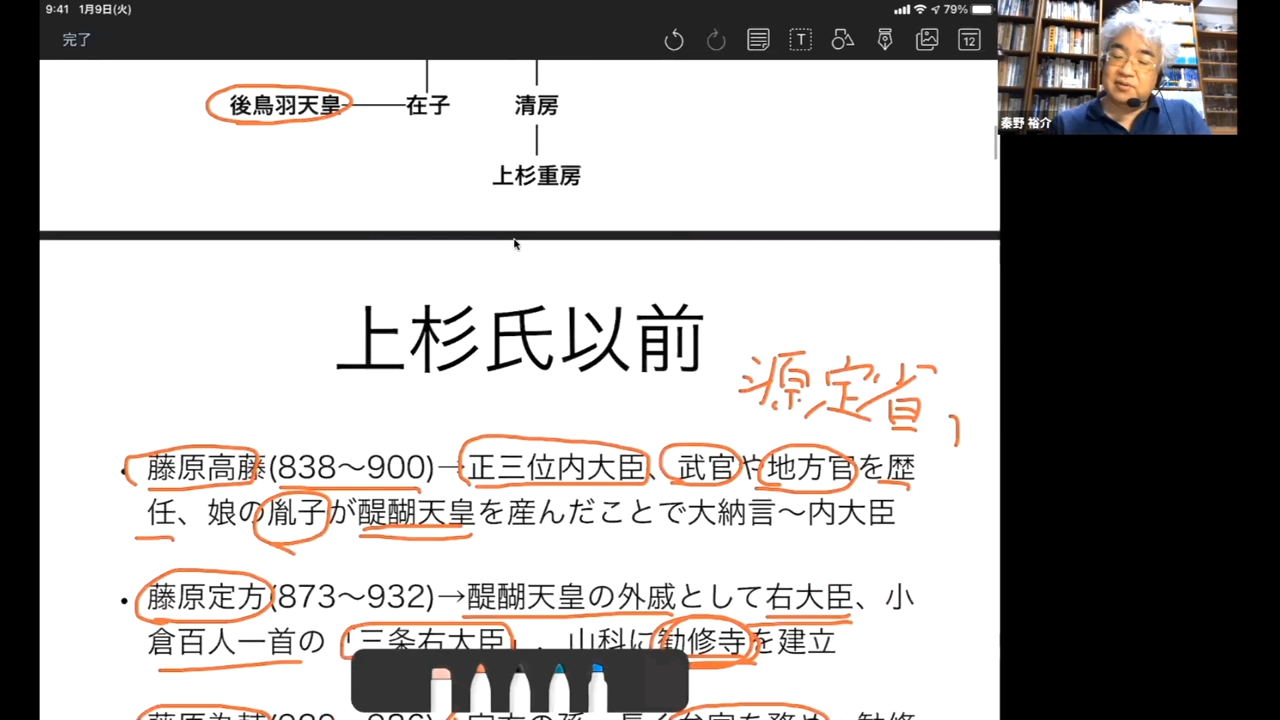 9:41 1月9日(火)
79%
完了
T
12
秦野 裕介
後鳥羽天皇 在子 清房
上杉重房
上杉氏以前
源定省
・藤原高藤(838〜900)→正三位内大臣、武官や地方官を歴
任、娘の胤子が醍醐天皇を産んだことで大納言〜内大臣
・藤原定方(873〜932)→醍醐天皇の外戚として右大臣、小
倉百人一首の「三条右大臣」、山科に勧修寺を建立